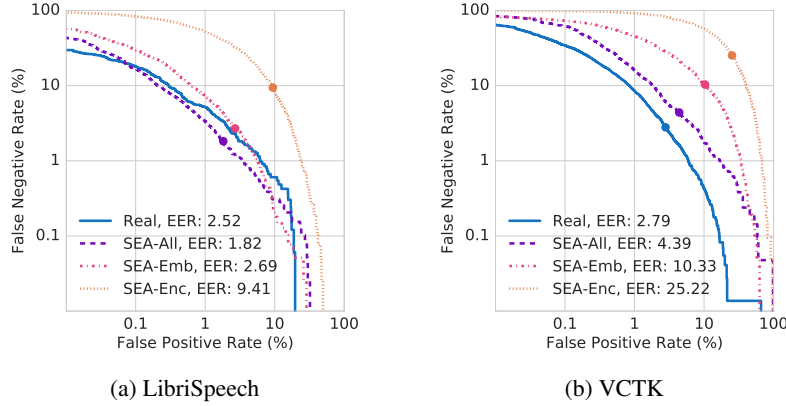 100
10
1
0.1
False Negative Rate (%)
Real, EER: 2.52
SEA-All, EER: 1.82
SEA-Emb, EER: 2.69
SEA-Enc, EER: 9.41
0.1 1 10 100
False Positive Rate (%)
(a) LibriSpeech
100
10
1
0.1
False Negative Rate (%)
Real, EER: 2.79
SEA-All, EER: 4.39
SEA-Emb, EER: 10.33
SEA-Enc, EER: 25.22
0.1 1 10 100
False Positive Rate (%)
(b) VCTK